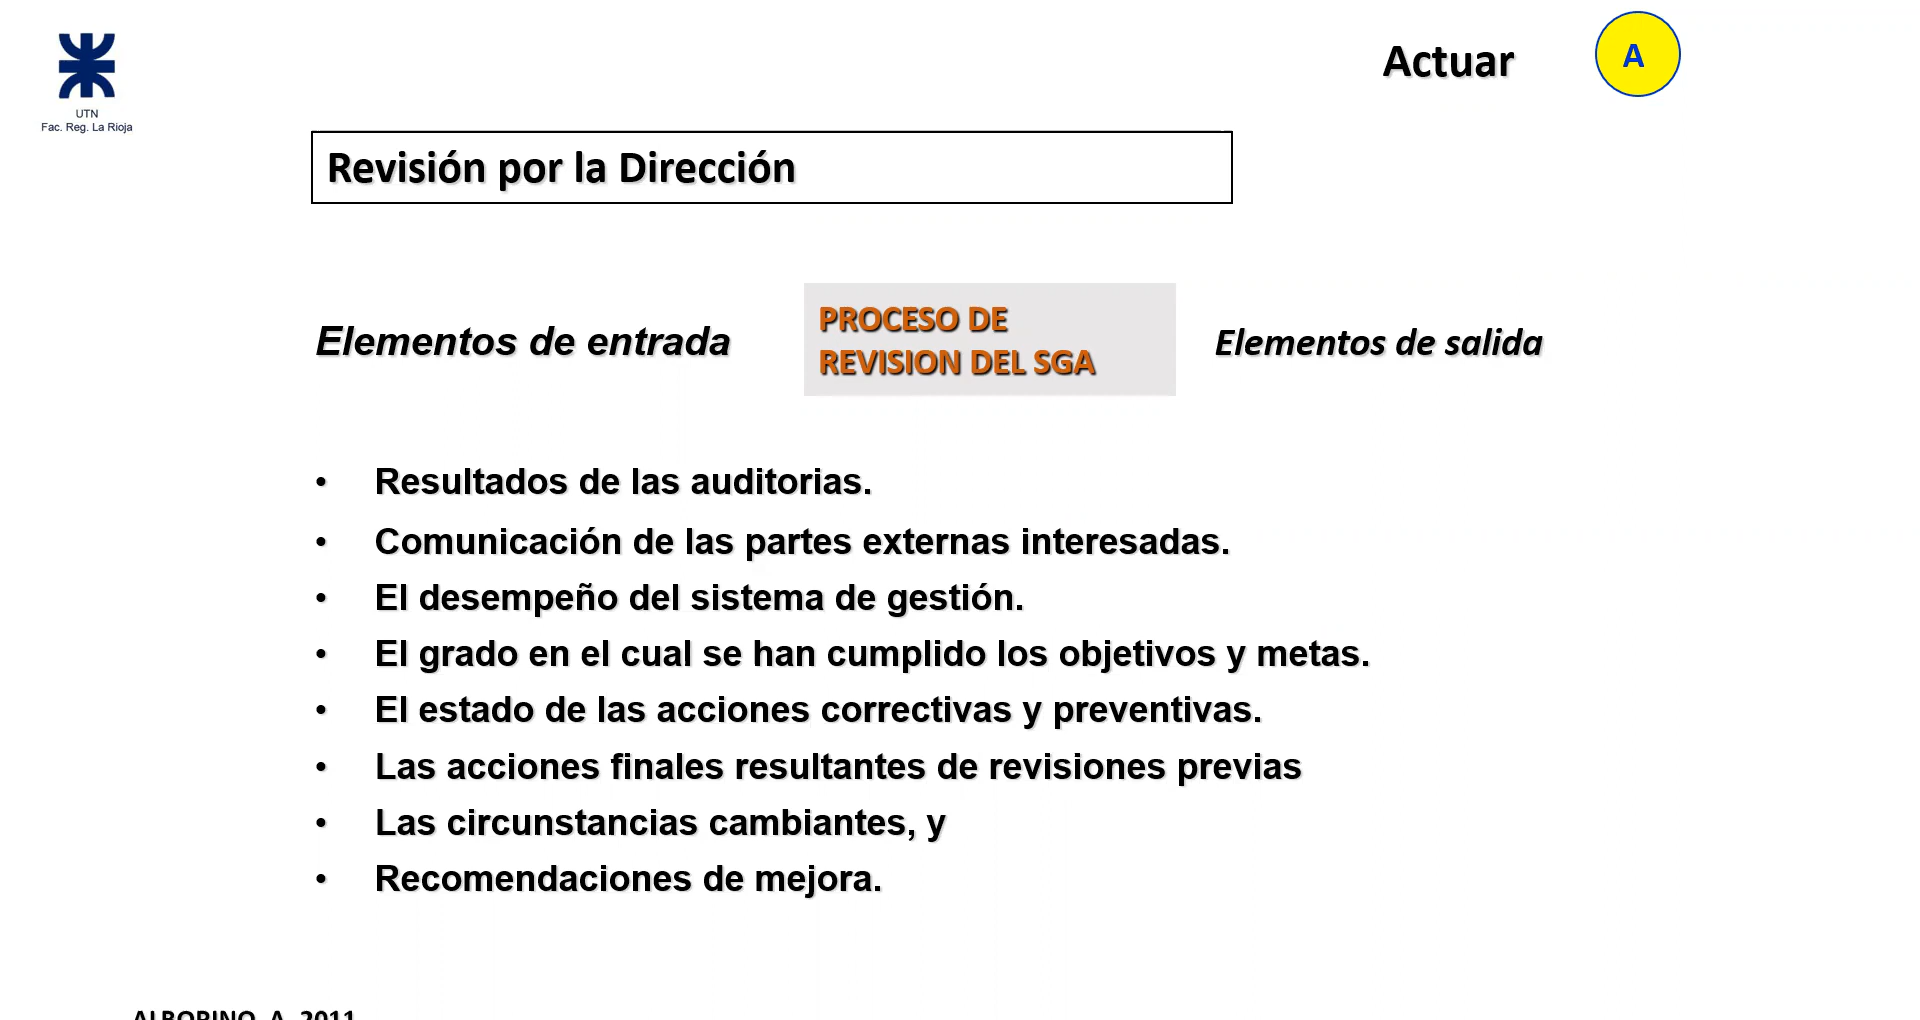 UTN
Fac. Reg. La Rioja
Actuar
A
Revisión por la Dirección
Elementos de entrada
PROCESO DE
REVISION DEL SGA
Elementos de salida
• Resultados de las auditorias.
• Comunicación de las partes externas interesadas.
• El desempeño del sistema de gestión.
• El grado en el cual se han cumplido los objetivos y metas.
• El estado de las acciones correctivas y preventivas.
• Las acciones finales resultantes de revisiones previas
• Las circunstancias cambiantes, y
• Recomendaciones de mejora.
A. 2011